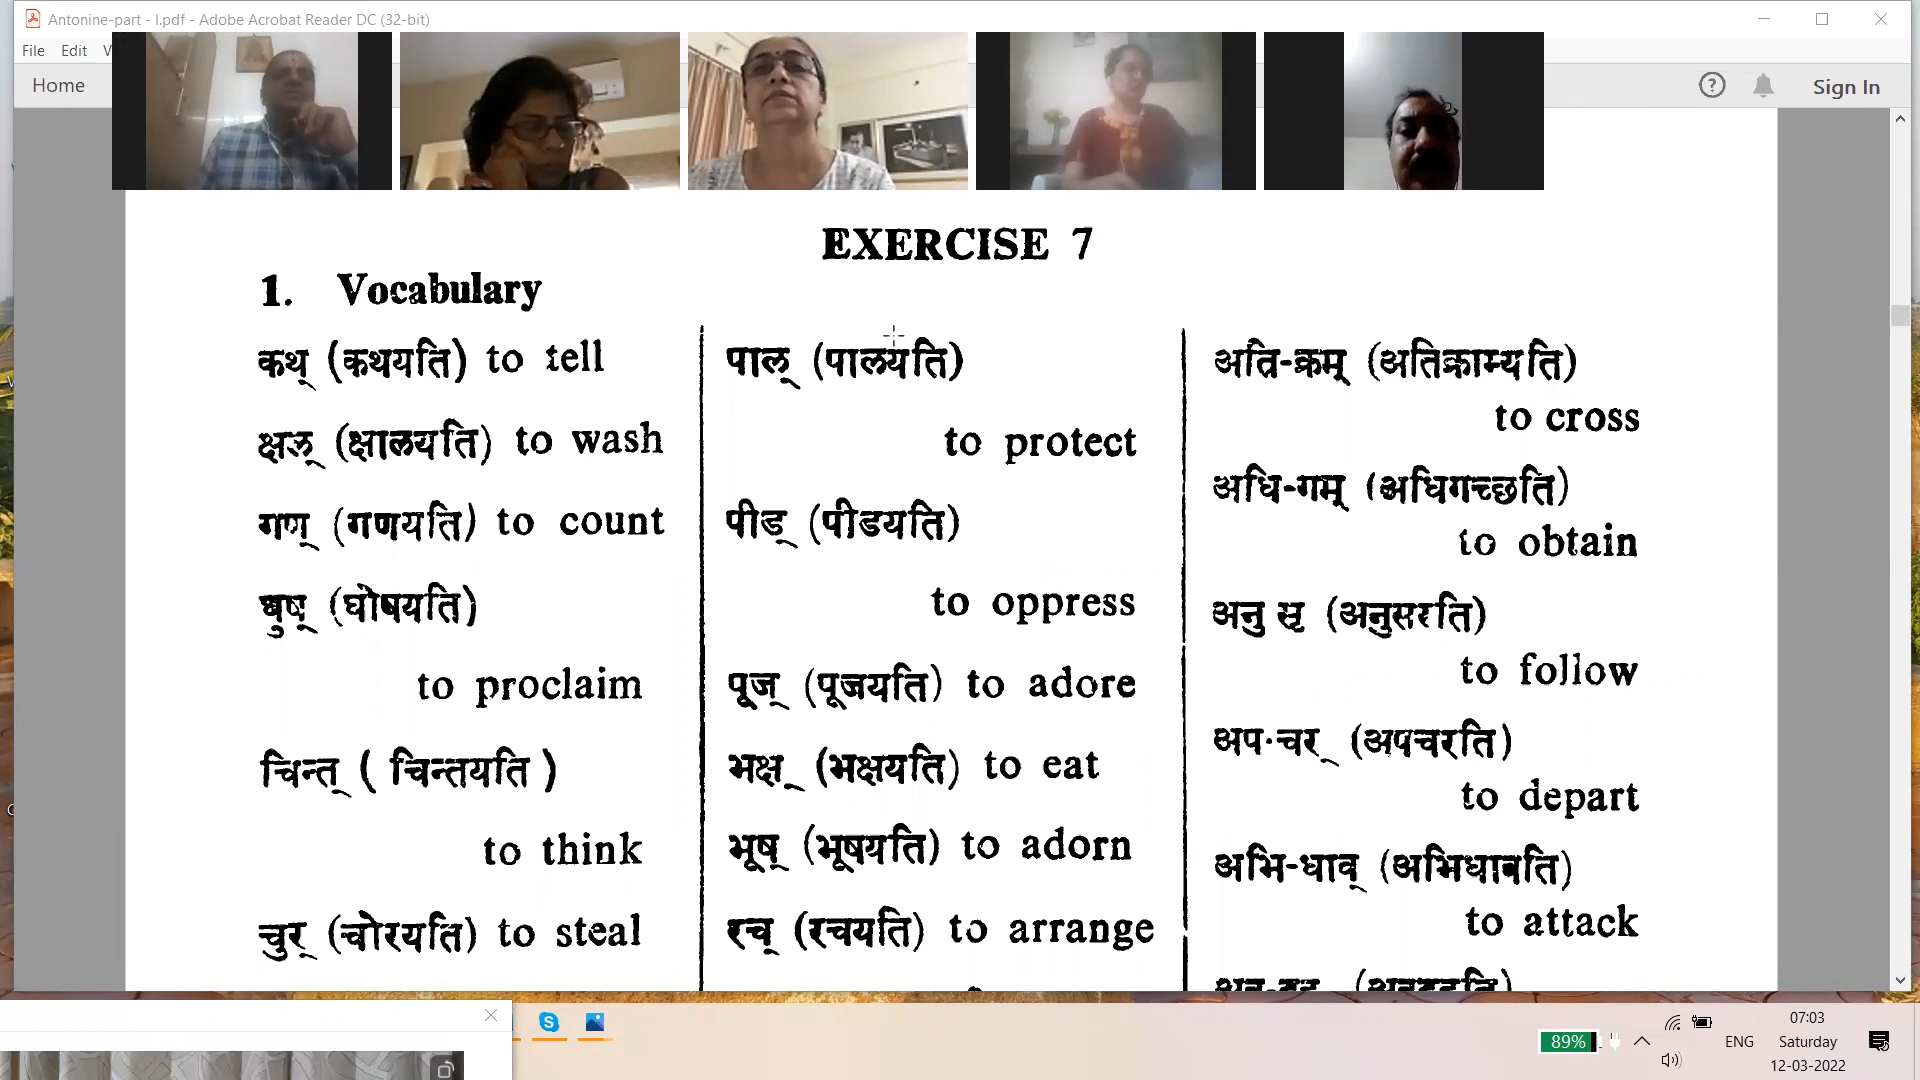 Antonine-part - I.pdf - Adobe Acrobat Reader DC (32-bit)
File Edit V
Home
Sign In
EXERCISE 7
1. Vocabulary
कथ् (कथयति) to tell
क्षल् (क्षालयति) to wash
गण् (गणयति) to count
घुष् (घोषयति)
to proclaim
चिन्त् ( चिन्तयति )
to think
चुर् (चोरयति) to steal
पाल् (पालयति)
to protect
पीड् (पीडयति)
to oppress
पूज् (पूजयति) to adore
भक्ष् (भक्षयति) to eat
भूष् (भूषयति) to adorn
रच् (रचयति) to arrange
अति-क्रम् (अतिक्राम्यति)
to cross
अधि-गम् (अधिगच्छति)
to obtain
अनु सृ (अनुसरति)
to follow
अप-चर् (अपचरति)
to depart
अभि-धाव् (अभिधावति)
to attack
89%
ENG
07:03
Saturday
12-03-2022